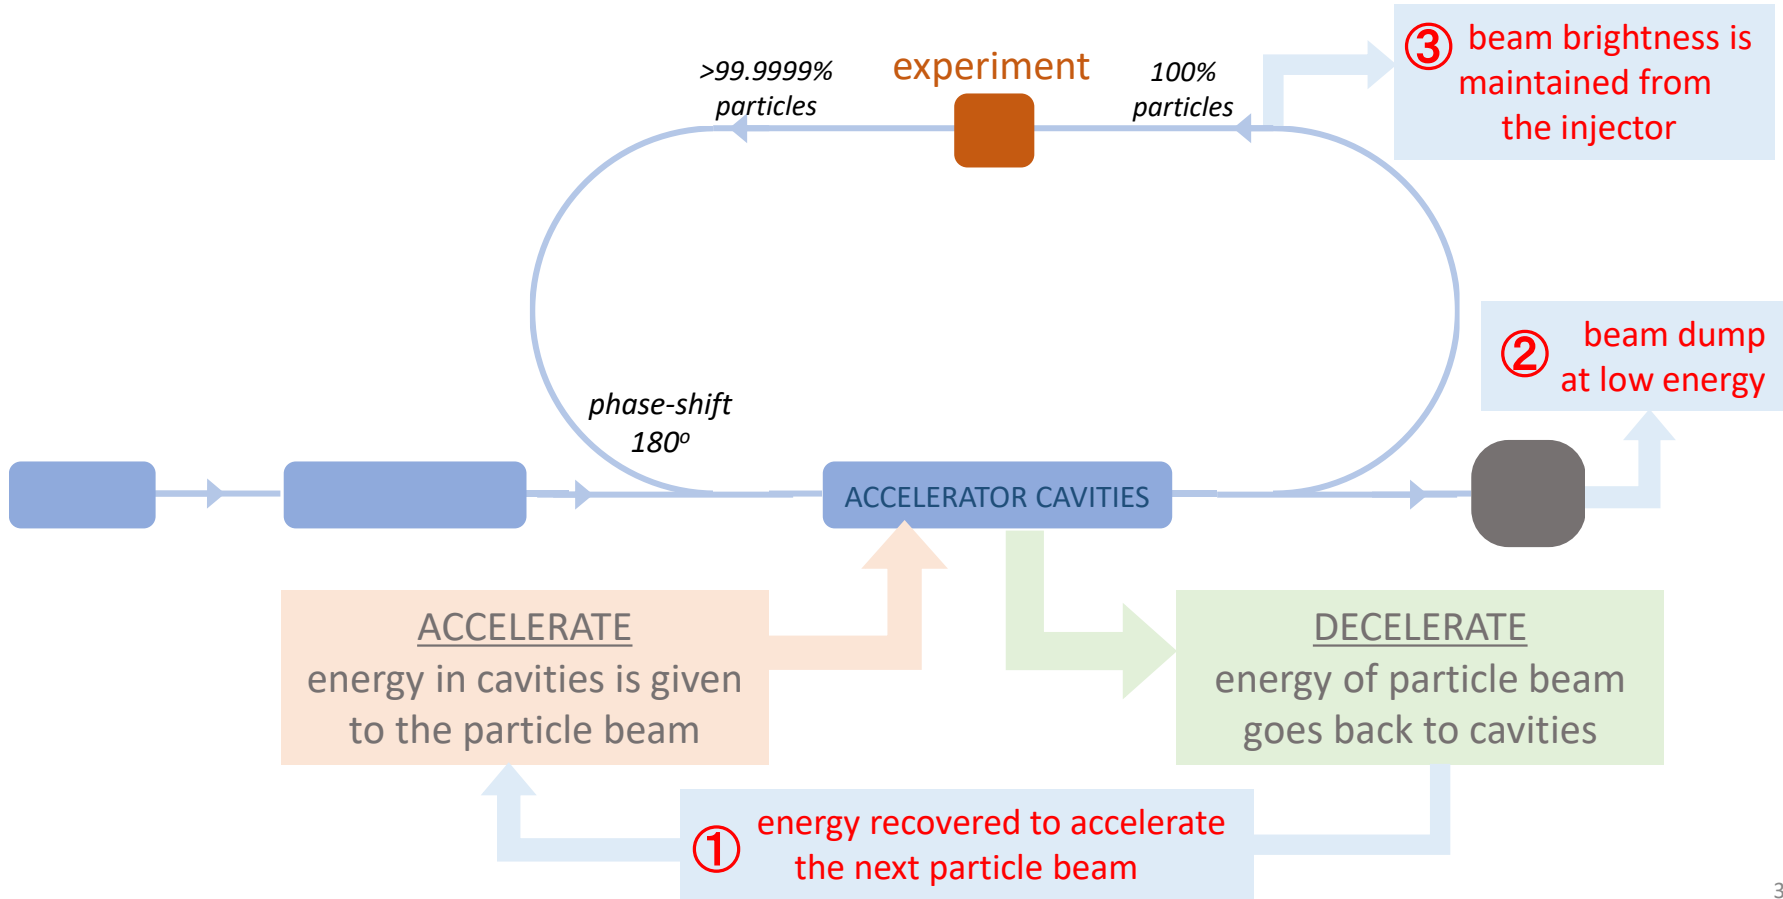 ③ beam brightness is
maintained from
the injector
>99.9999%
particles
experiment
100%
particles
② beam dump
at low energy
phase-shift
180º
ACCELERATOR CAVITIES
ACCELERATE
energy in cavities is given
to the particle beam
DECELERATE
energy of particle beam
goes back to cavities
① energy recovered to accelerate
the next particle beam
3